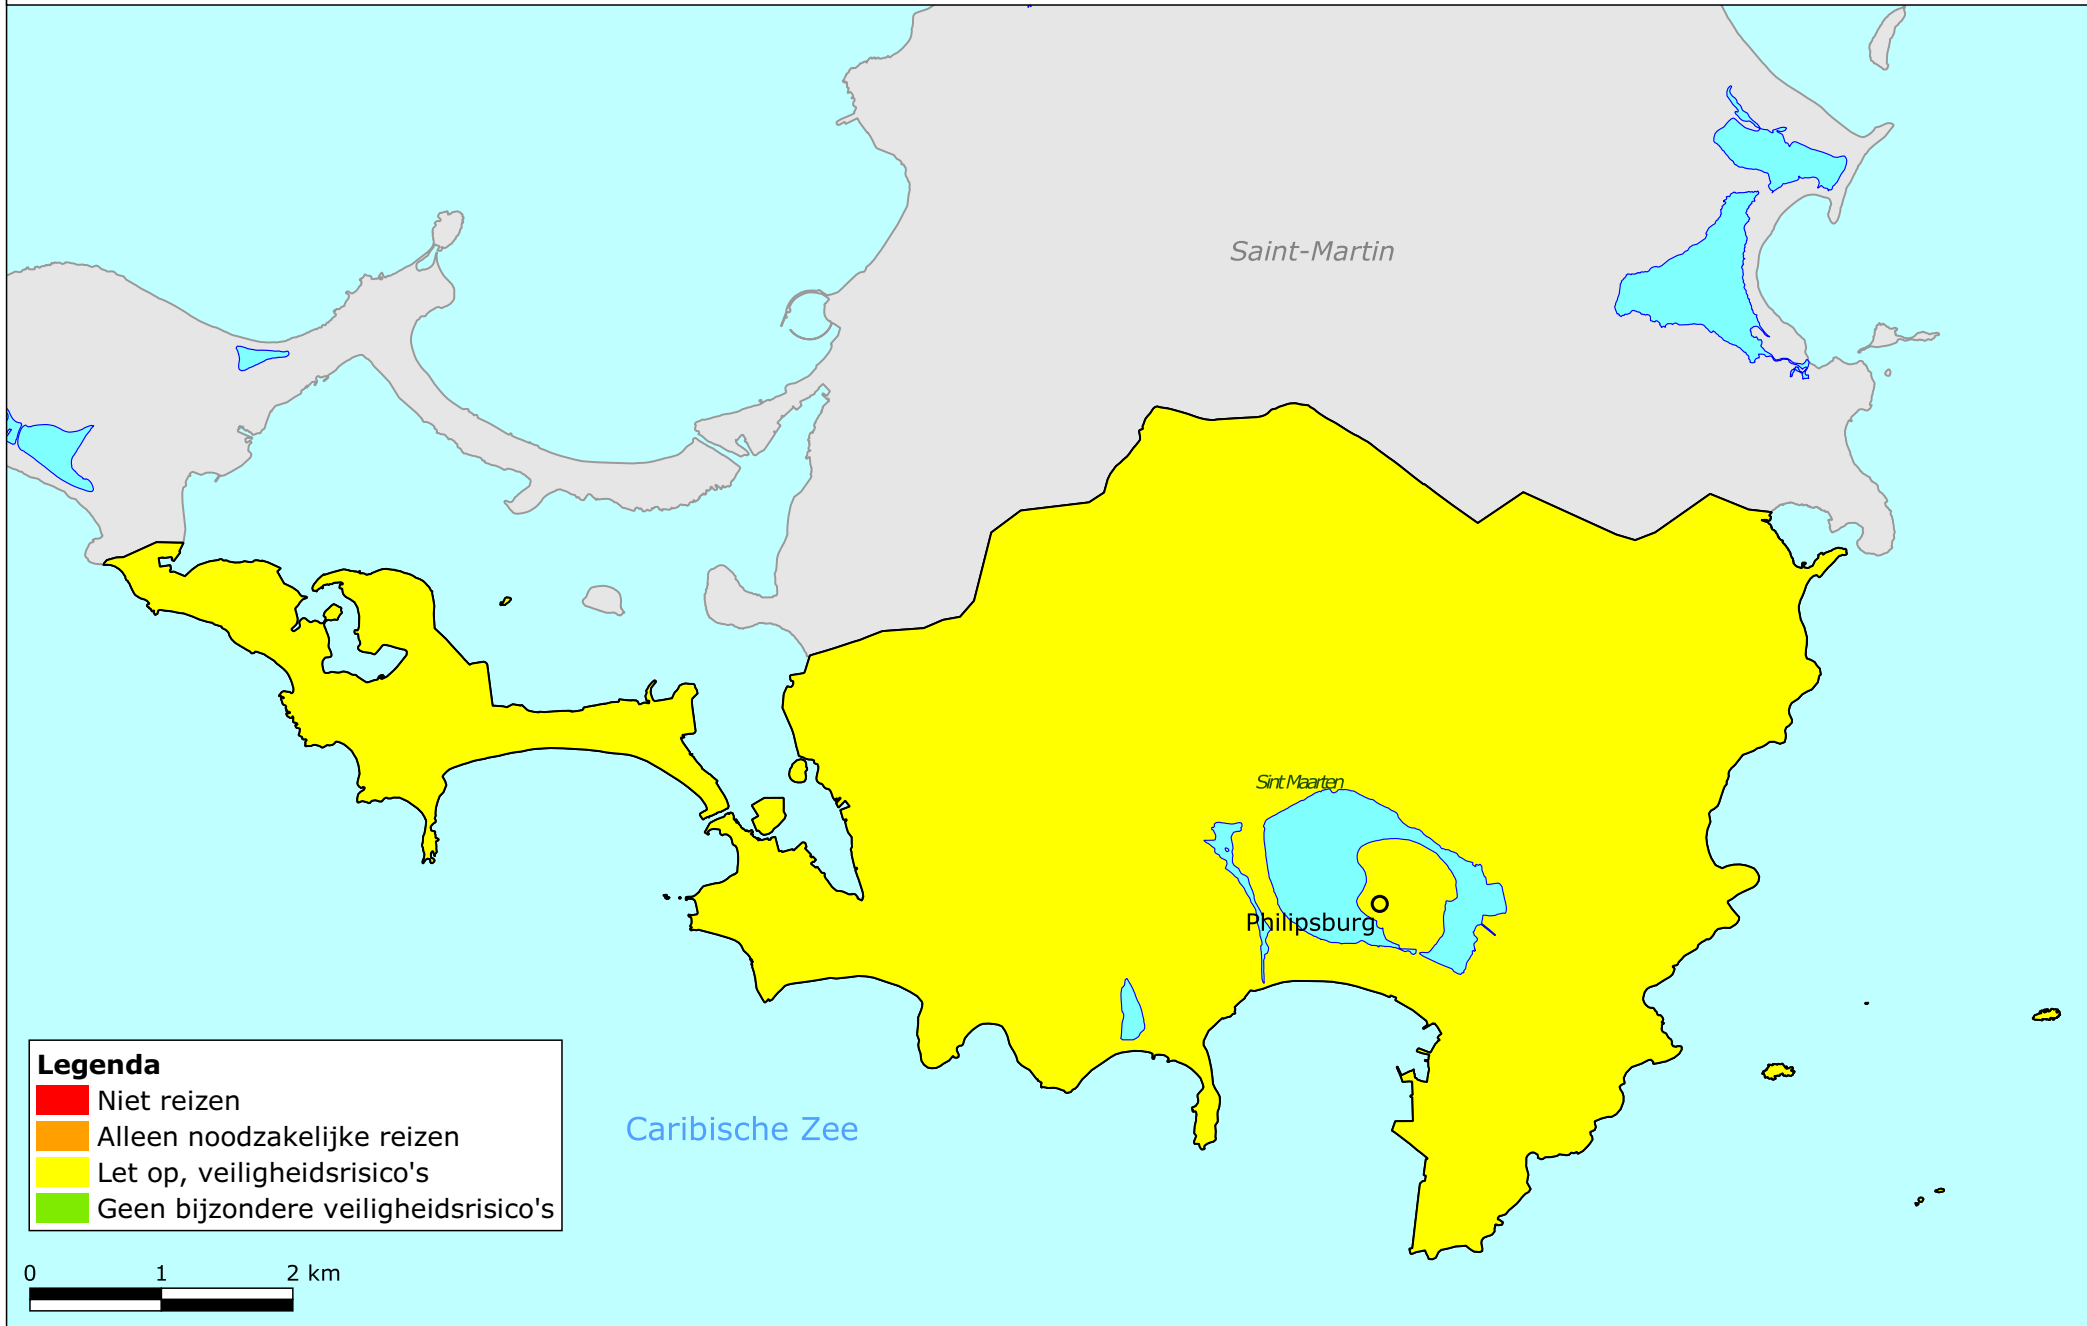 Saint-Martin
Sint Maarten
Philipsburg
Caribische Zee
Legenda
Niet reizen
Alleen noodzakelijke reizen
Let op, veiligheidsrisico's
Geen bijzondere veiligheidsrisico's
0 1 2 km